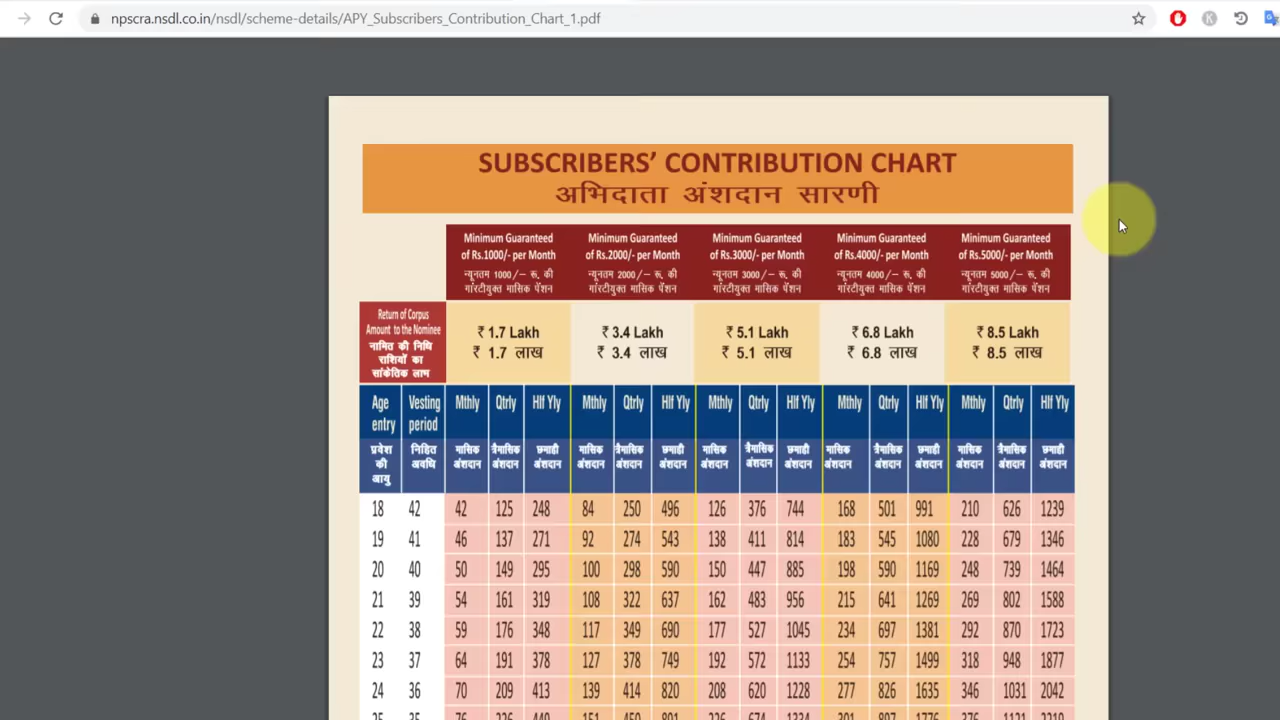 npscra.nsdl.co.in/nsdl/scheme-details/APY_Subscribers_Contribution_Chart_1.pdf
SUBSCRIBERS' CONTRIBUTION CHART
अभिदाता अंशदान सारणी
Minimum Guaranteed of Rs.1000/- per Month
न्यूनतम 1000/– रू. की गांरटीयुक्त मासिक पेंशन
Minimum Guaranteed of Rs.2000/- per Month
न्यूनतम 2000/– रू. की गांरटीयुक्त मासिक पेंशन
Minimum Guaranteed of Rs.3000/- per Month
न्यूनतम 3000/– रू. की गांरटीयुक्त मासिक पेंशन
Minimum Guaranteed of Rs.4000/- per Month
न्यूनतम 4000/– रू. की गांरटीयुक्त मासिक पेंशन
Minimum Guaranteed of Rs.5000/- per Month
न्यूनतम 5000/– रू. की गांरटीयुक्त मासिक पेंशन
Return of Corpus
Amount to the Nominee
नामित की निधि
राशियों का
सांकेतिक लाभ
₹ 1.7 Lakh ₹ 3.4 Lakh ₹ 5.1 Lakh ₹ 6.8 Lakh ₹ 8.5 Lakh
₹ 1.7 लाख ₹ 3.4 लाख ₹ 5.1 लाख ₹ 6.8 लाख ₹ 8.5 लाख
Age entry Vesting period Mthly Qtrly Hlf Yly Mthly Qtrly Hlf Yly Mthly Qtrly Hlf Yly Mthly Qtrly Hlf Yly Mthly Qtrly Hlf Yly
प्रवेश की आयु निहित अवधि मासिक अंशदान त्रैमासिक अंशदान छमाही अंशदान मासिक अंशदान त्रैमासिक अंशदान छमाही अंशदान मासिक अंशदान त्रैमासिक अंशदान छमाही अंशदान मासिक अंशदान त्रैमासिक अंशदान छमाही अंशदान मासिक अंशदान त्रैमासिक अंशदान छमाही अंशदान
18 42 42 125 248 84 250 496 126 376 744 168 501 991 210 626 1239
19 41 46 137 271 92 274 543 138 411 814 183 545 1080 228 679 1346
20 40 50 149 295 100 298 590 150 447 885 198 590 1169 248 739 1464
21 39 54 161 319 108 322 637 162 483 956 215 641 1269 269 802 1588
22 38 59 176 348 117 349 690 177 527 1045 234 697 1381 292 870 1723
23 37 64 191 378 127 378 749 192 572 1133 254 757 1499 318 948 1877
24 36 70 209 413 139 414 820 208 620 1228 277 826 1635 346 1031 2042